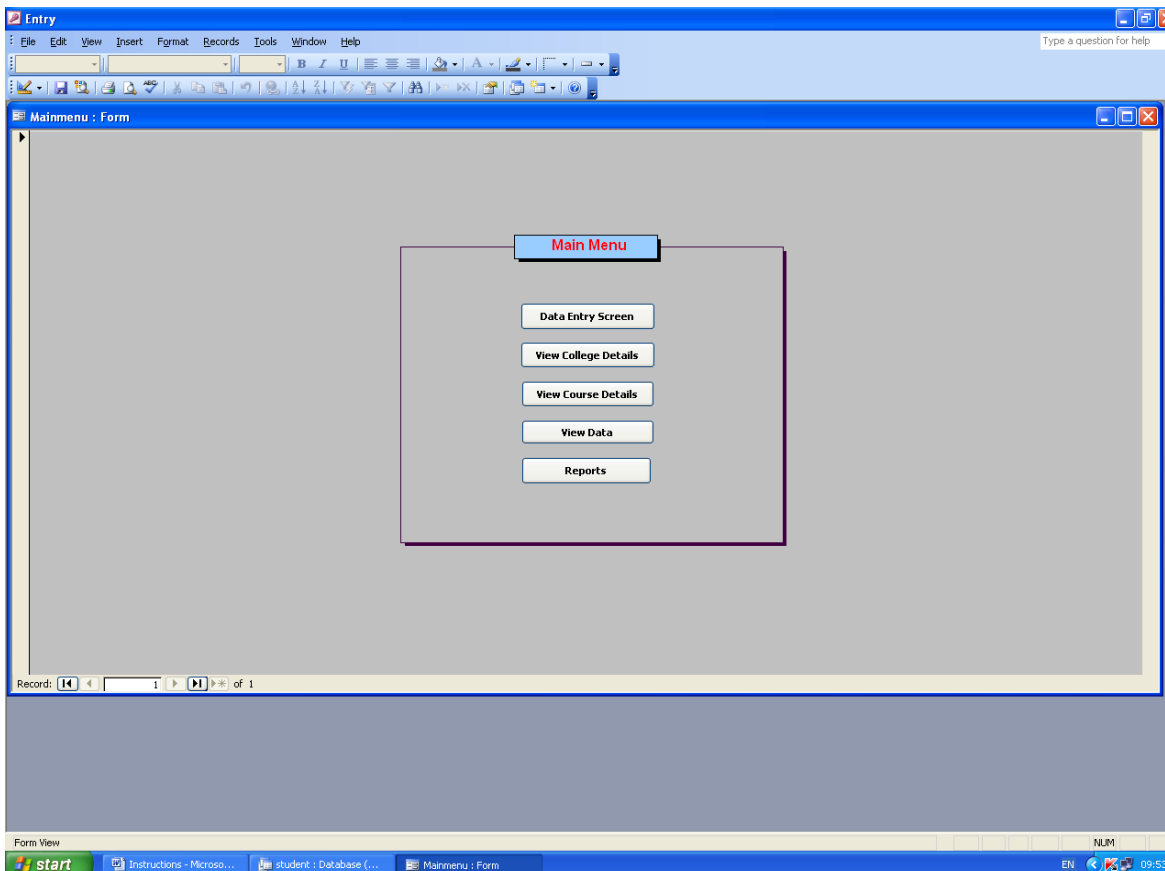 Entry
File Edit View Insert Format Records Tools Window Help
Type a question for help
B I U A
Mainmenu : Form
Main Menu
Data Entry Screen
View College Details
View Course Details
View Data
Reports
Record: 1 of 1
Form View
NUM
start Instructions - Microso... student : Database (... Mainmenu : Form EN 09:53